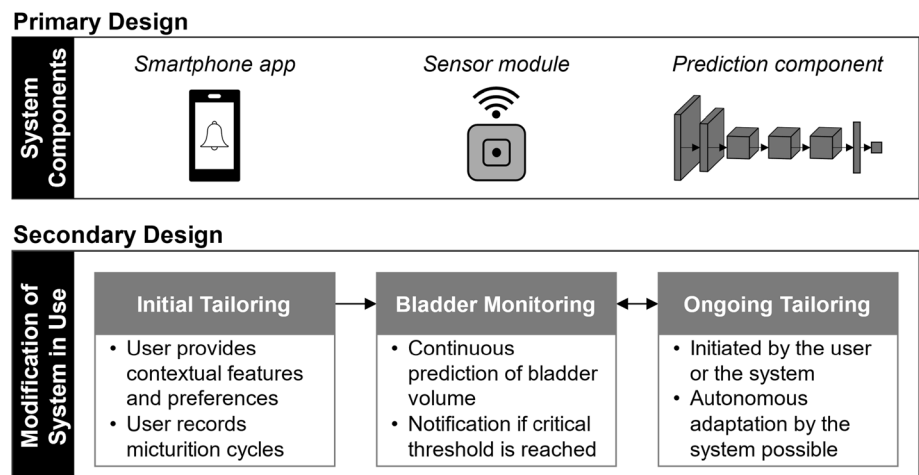 Primary Design
System
Components
Smartphone app
Sensor module
Prediction component
Secondary Design
Modification of
System in Use
Initial Tailoring
• User provides
contextual features
and preferences
• User records
micturition cycles
Bladder Monitoring
• Continuous
prediction of bladder
volume
• Notification if critical
threshold is reached
Ongoing Tailoring
• Initiated by the user
or the system
• Autonomous
adaptation by the
system possible